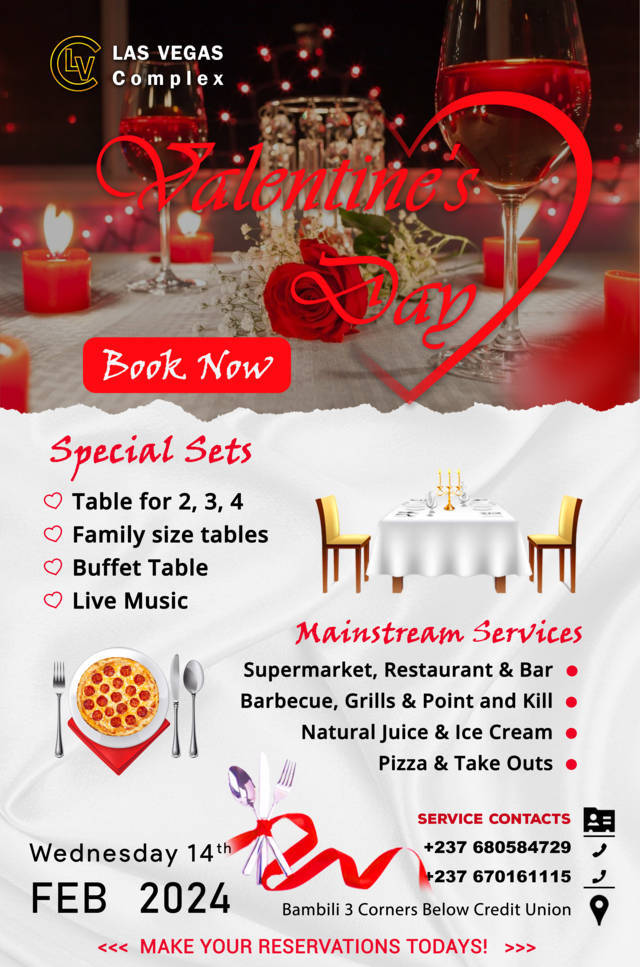 LAS VEGAS
Complex
Valentine's
Day
Book Now
Special Sets
Table for 2, 3, 4
Family size tables
Buffet Table
Live Music
Mainstream Services
Supermarket, Restaurant & Bar
Barbecue, Grills & Point and Kill
Natural Juice & Ice Cream
Pizza & Take Outs
SERVICE CONTACTS
+237 680584729
+237 670161115
Bambili 3 Corners Below Credit Union
Wednesday 14th
FEB 2024
<<< MAKE YOUR RESERVATIONS TODAYS! >>>